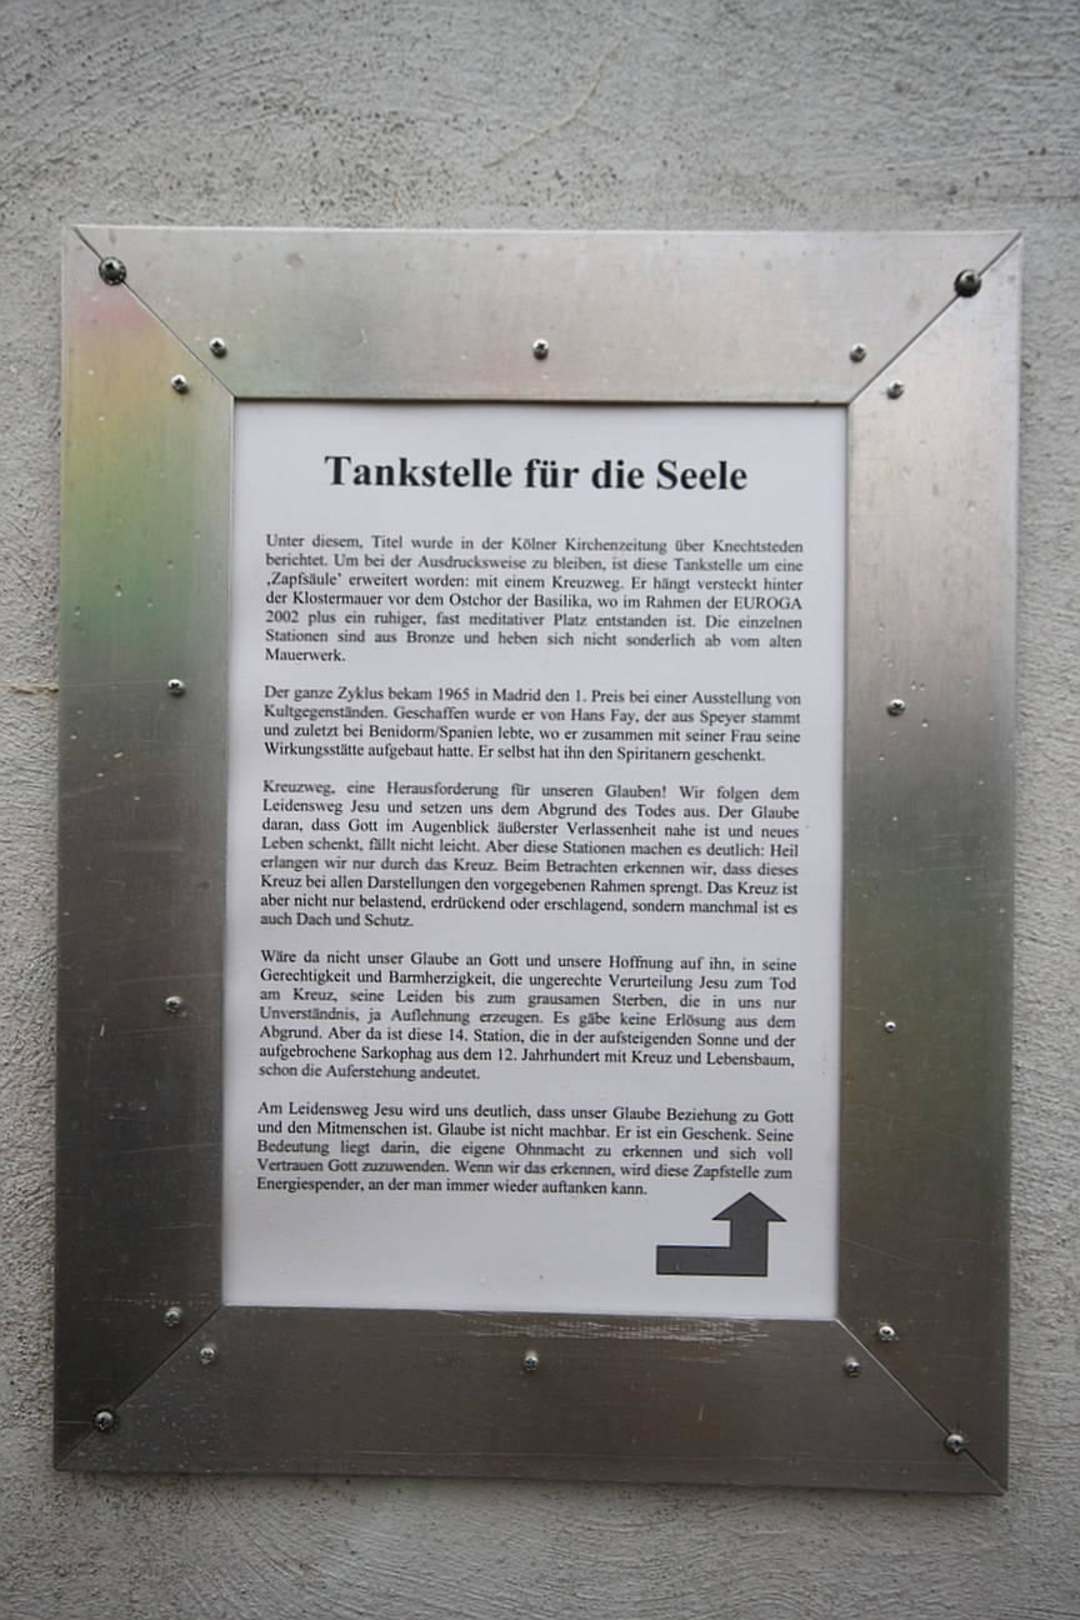 Tankstelle für die Seele
Unter diesem, Titel wurde in der Kölner Kirchenzeitung über Knechtsteden
berichtet. Um bei der Ausdrucksweise zu bleiben, ist diese Tankstelle um eine
‚Zapfsäule’ erweitert worden: mit einem Kreuzweg. Er hängt versteckt hinter
der Klostermauer vor dem Ostchor der Basilika, wo im Rahmen der EUROGA
2002 plus ein ruhiger, fast meditativer Platz entstanden ist. Die einzelnen
Stationen sind aus Bronze und heben sich nicht sonderlich ab vom alten
Mauerwerk.
Der ganze Zyklus bekam 1965 in Madrid den 1. Preis bei einer Ausstellung von
Kultgegenständen. Geschaffen wurde er von Hans Fay, der aus Speyer stammt
und zuletzt bei Benidorm/Spanien lebte, wo er zusammen mit seiner Frau seine
Wirkungsstätte aufgebaut hatte. Er selbst hat ihn den Spiritanern geschenkt.
Kreuzweg, eine Herausforderung für unseren Glauben! Wir folgen dem
Leidensweg Jesu und setzen uns dem Abgrund des Todes aus. Der Glaube
daran, dass Gott im Augenblick äußerster Verlassenheit nahe ist und neues
Leben schenkt, fällt nicht leicht. Aber diese Stationen machen es deutlich: Heil
erlangen wir nur durch das Kreuz. Beim Betrachten erkennen wir, dass dieses
Kreuz bei allen Darstellungen den vorgegebenen Rahmen sprengt. Das Kreuz ist
aber nicht nur belastend, erdrückend oder erschlagend, sondern manchmal ist es
auch Dach und Schutz.
Wäre da nicht unser Glaube an Gott und unsere Hoffnung auf ihn, in seine
Gerechtigkeit und Barmherzigkeit, die ungerechte Verurteilung Jesu zum Tod
am Kreuz, seine Leiden bis zum grausamen Sterben, die in uns nur
Unverständnis, ja Auflehnung erzeugen. Es gäbe keine Erlösung aus dem
Abgrund. Aber da ist diese 14. Station, die in der aufsteigenden Sonne und der
aufgebrochene Sarkophag aus dem 12. Jahrhundert mit Kreuz und Lebensbaum,
schon die Auferstehung andeutet.
Am Leidensweg Jesu wird uns deutlich, dass unser Glaube Beziehung zu Gott
und den Mitmenschen ist. Glaube ist nicht machbar. Er ist ein Geschenk. Seine
Bedeutung liegt darin, die eigene Ohnmacht zu erkennen und sich voll
Vertrauen Gott zuzuwenden. Wenn wir das erkennen, wird diese Zapfstelle zum
Energiespender, an der man immer wieder auftanken kann.